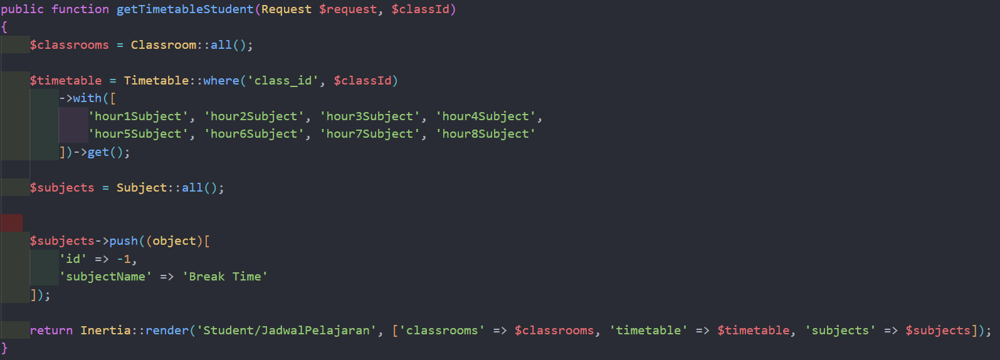 public function getTimetableStudent(Request $request, $classId)
{
    $classrooms = Classroom::all();

    $timetable = Timetable::where('class_id', $classId)
        ->with([
            'hour1Subject', 'hour2Subject', 'hour3Subject', 'hour4Subject',
            'hour5Subject', 'hour6Subject', 'hour7Subject', 'hour8Subject'
        ])->get();

    $subjects = Subject::all();


    $subjects->push((object)[
        'id' => -1,
        'subjectName' => 'Break Time'
    ]);

    return Inertia::render('Student/JadwalPelajaran', ['classrooms' => $classrooms, 'timetable' => $timetable, 'subjects' => $subjects]);
}